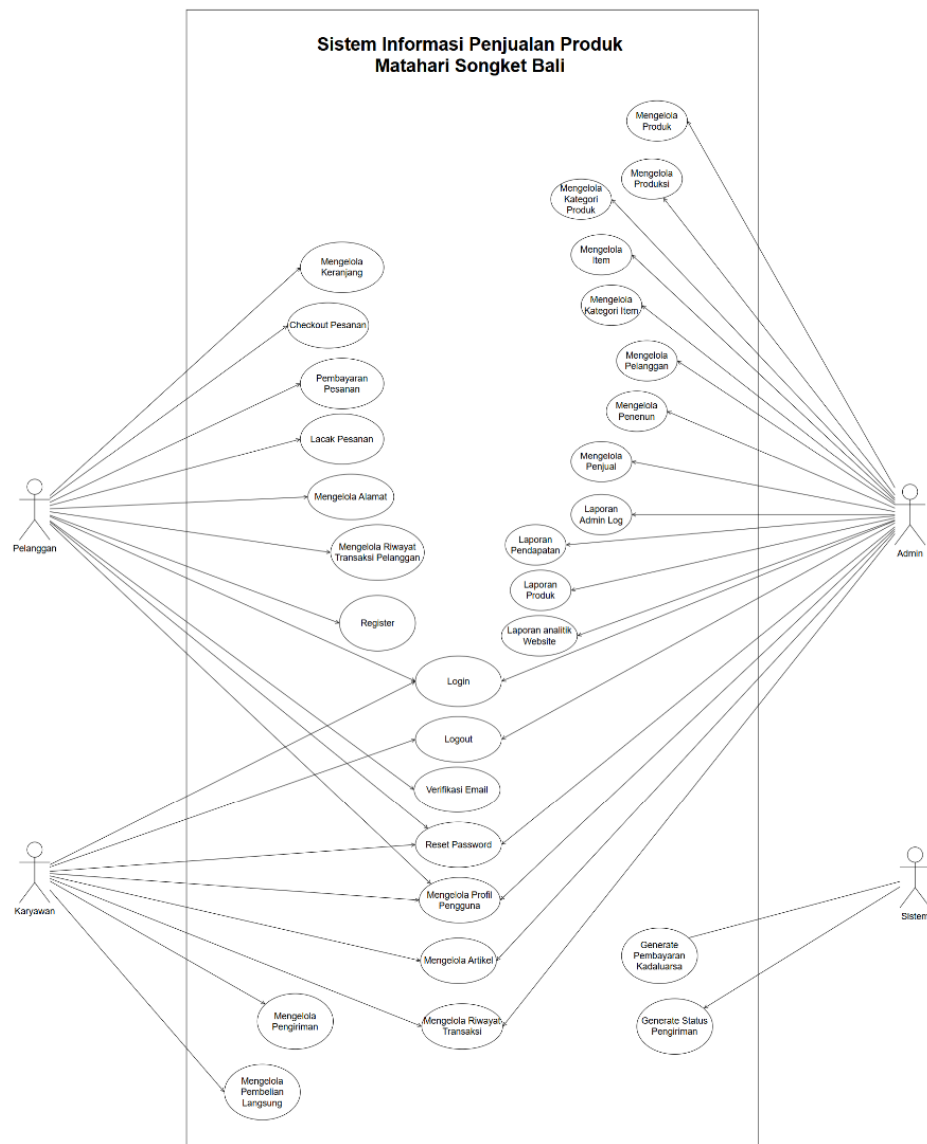 Sistem Informasi Penjualan Produk
Matahari Songket Bali
Mengelola
Produk
Mengelola
Produksi
Mengelola
Kategori
Produk
Mengelola
Item
Mengelola
Kategori Item
Mengelola
Pelanggan
Mengelola
Penenun
Mengelola
Penjual
Laporan
Admin Log
Laporan
Pendapatan
Laporan
Produk
Laporan analitik
Website
Mengelola
Keranjang
Checkout Pesanan
Pembayaran
Pesanan
Lacak Pesanan
Mengelola Alamat
Mengelola Riwayat
Transaksi Pelanggan
Register
Pelanggan
Admin
Login
Logout
Verifikasi Email
Reset Password
Mengelola Profil
Pengguna
Mengelola Artikel
Mengelola Riwayat
Transaksi
Karyawan
Sistem
Generate
Pembayaran
Kadaluarsa
Generate Status
Pengiriman
Mengelola
Pengiriman
Mengelola
Pembelian
Langsung